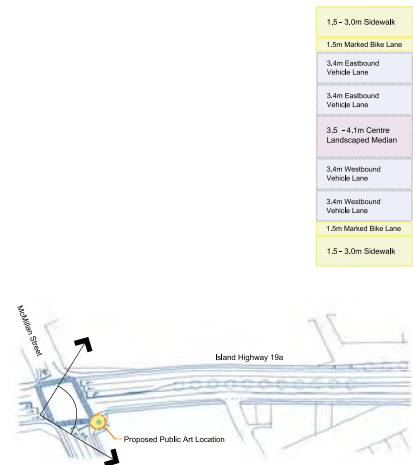 1.5 - 3.0m Sidewalk
1.5m Marked Bike Lane
3.4m Eastbound
Vehicle Lane
3.4m Eastbound
Vehicle Lane
3.5 - 4.1m Centre
Landscaped Median
3.4m Westbound
Vehicle Lane
3.4m Westbound
Vehicle Lane
1.5m Marked Bike Lane
1.5 - 3.0m Sidewalk
McMillan Street
Island Highway 19a
Proposed Public Art Location